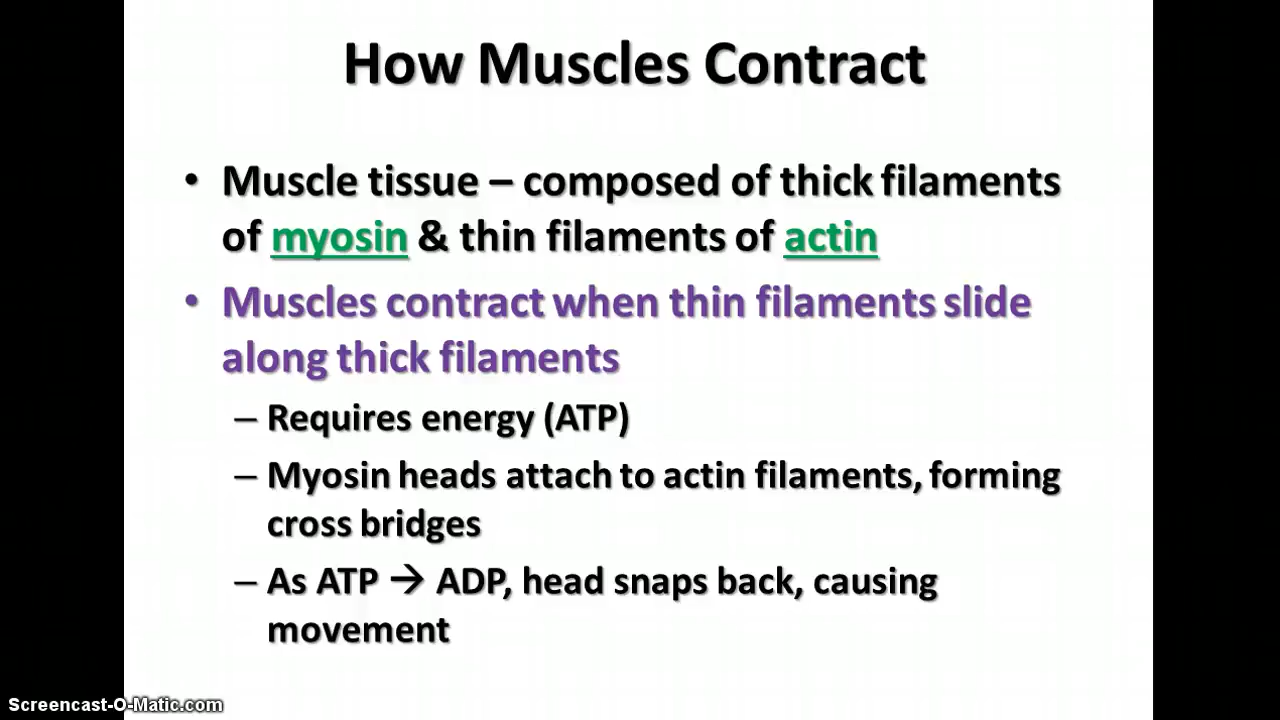 How Muscles Contract
• Muscle tissue – composed of thick filaments
of myosin & thin filaments of actin
• Muscles contract when thin filaments slide
along thick filaments
– Requires energy (ATP)
– Myosin heads attach to actin filaments, forming
cross bridges
– As ATP → ADP, head snaps back, causing
movement
Screencast-O-Matic.com